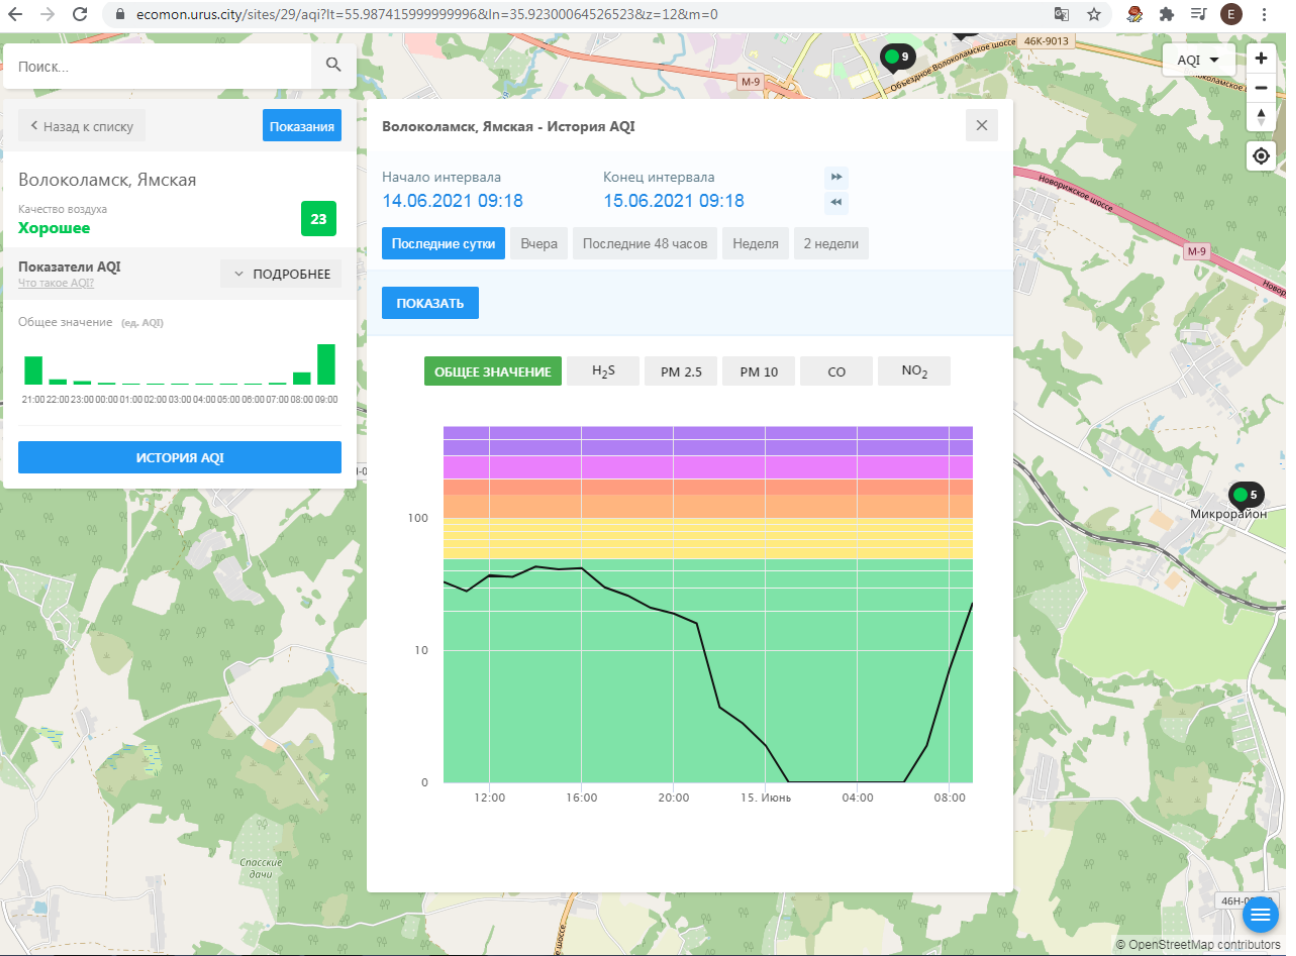 ecomon.urus.city/sites/29/aqi?lt=55.987415999999996&ln=35.92300064526523&z=12&m=0
E
Поиск...
46К-9013
9
М-9
Объездное Волоколамское шоссе
AQI
+
−
Назад к списку
Показания
Волоколамск, Ямская - История AQI
Волоколамск, Ямская
Качество воздуха
Хорошее
23
Начало интервала
Конец интервала
14.06.2021 09:18
15.06.2021 09:18
Новорижское шоссе
Последние сутки
Вчера
Последние 48 часов
Неделя
2 недели
М-9
Показатели AQI
Что такое AQI?
ПОДРОБНЕЕ
ПОКАЗАТЬ
Общее значение (ед. AQI)
ОБЩЕЕ ЗНАЧЕНИЕ
H2S
PM 2.5
PM 10
CO
NO2
21:00 22:00 23:00 00:00 01:00 02:00 03:00 04:00 05:00 06:00 07:00 08:00 09:00
ИСТОРИЯ AQI
5
Микрорайон
100
10
0
12:00
16:00
20:00
15. Июнь
04:00
08:00
Спасские
дачи
© OpenStreetMap contributors